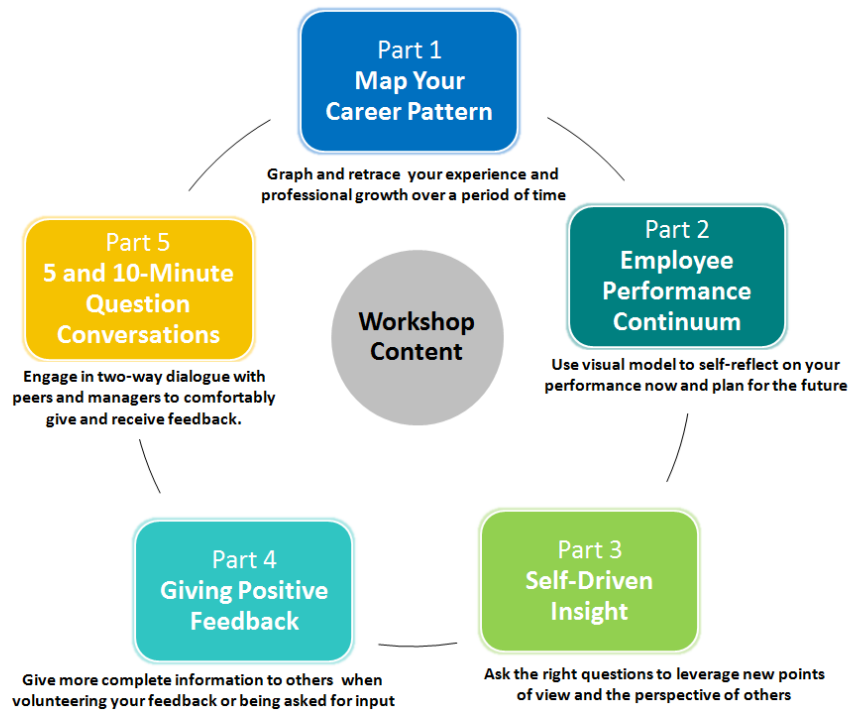 Part 1
Map Your
Career Pattern
Graph and retrace your experience and
professional growth over a period of time
Part 2
Employee
Performance
Continuum
Use visual model to self-reflect on your
performance now and plan for the future
Part 3
Self-Driven
Insight
Ask the right questions to leverage new points
of view and the perspective of others
Part 4
Giving Positive
Feedback
Give more complete information to others when
volunteering your feedback or being asked for input
Part 5
5 and 10-Minute
Question
Conversations
Engage in two-way dialogue with
peers and managers to comfortably
give and receive feedback.
Workshop
Content